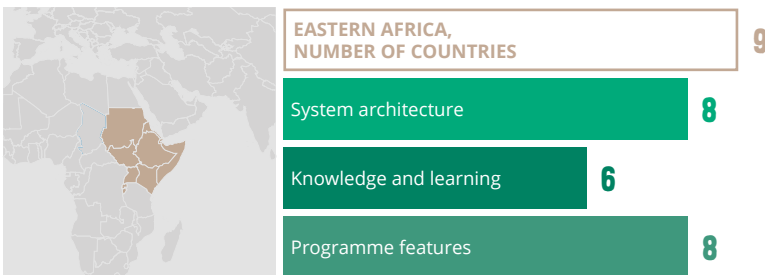 EASTERN AFRICA,
NUMBER OF COUNTRIES
9
System architecture
8
Knowledge and learning
6
Programme features
8